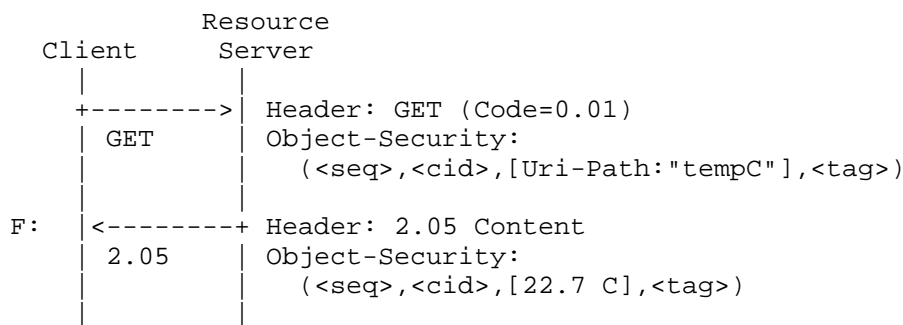 Resource
  Client     Server
     |          |
     +--------->| Header: GET (Code=0.01)
     | GET      | Object-Security:
     |          |   (<seq>,<cid>,[Uri-Path:"tempC"],<tag>)
     |          |
F:   |<---------+ Header: 2.05 Content
     | 2.05     | Object-Security:
     |          |   (<seq>,<cid>,[22.7 C],<tag>)
     |          |